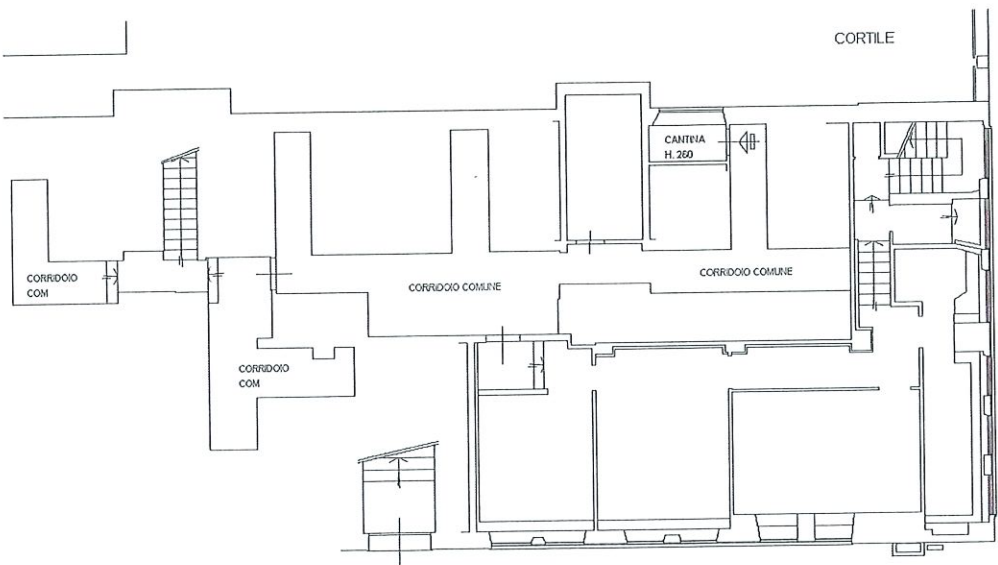 CORTILE
CANTINA
H. 260
CORRIDOIO
COM
CORRIDOIO COMUNE
CORRIDOIO COMUNE
CORRIDOIO
COM